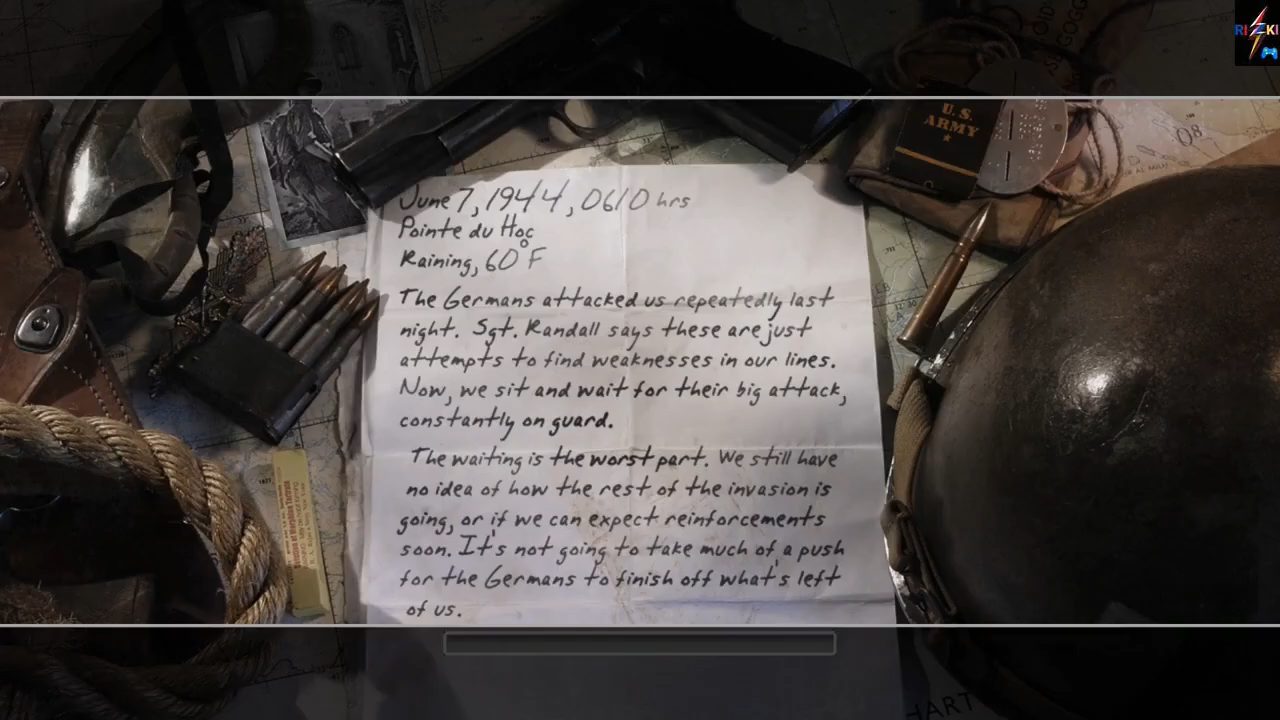 RIZKI
U.S.
ARMY
June 7, 1944, 0610 hrs
Pointe du Hoc
Raining, 60°F
The Germans attacked us repeatedly last
night. Sgt. Randall says these are just
attempts to find weaknesses in our lines.
Now, we sit and wait for their big attack,
constantly on guard.
The waiting is the worst part. We still have
no idea of how the rest of the invasion is
going, or if we can expect reinforcements
soon. It's not going to take much of a push
for the Germans to finish off what's left
of us.